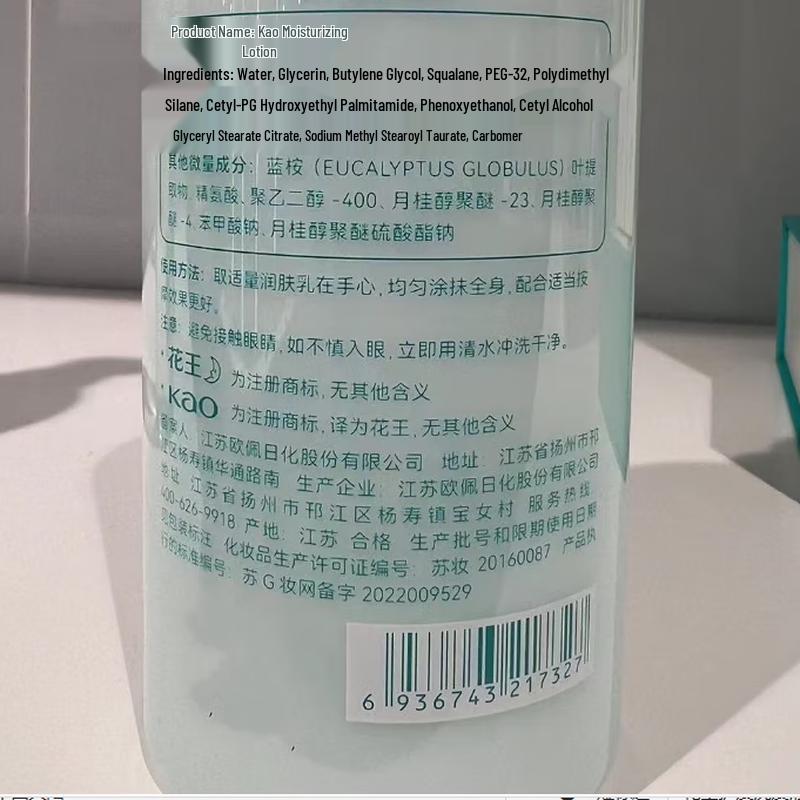 Product Name: Kao Moisturizing
Lotion
Ingredients: Water, Glycerin, Butylene Glycol, Squalane, PEG-32, Polydimethyl
Silane, Cetyl-PG Hydroxyethyl Palmitamide, Phenoxyethanol, Cetyl Alcohol
Glyceryl Stearate Citrate, Sodium Methyl Stearoyl Taurate, Carbomer
其他微量成分：蓝桉（EUCALYPTUS GLOBULUS）叶提
取物、精氨酸、聚乙二醇 -400、月桂醇聚醚 -23、月桂醇聚
醚 -4、苯甲酸钠、月桂醇聚醚硫酸酯钠
使用方法：取适量润肤乳在手心，均匀涂抹全身，配合适当按
摩效果更好。
注意：避免接触眼睛，如不慎入眼，立即用清水冲洗干净。
·花王 为注册商标，无其他含义
·Kao 为注册商标，译为花王，无其他含义
备案人：江苏欧佩日化股份有限公司 地址：江苏省扬州市邗
江区杨寿镇华通路南 生产企业：江苏欧佩日化股份有限公司
地址：江苏省扬州市邗江区杨寿镇宝女村 服务热线：
400-626-9918 产地：江苏 合格 生产批号和限期使用日期
见包装标注 化妆品生产许可证编号：苏妆 20160087 产品执
行的标准编号：苏 G 妆网备字 2022009529
6 936743 217327